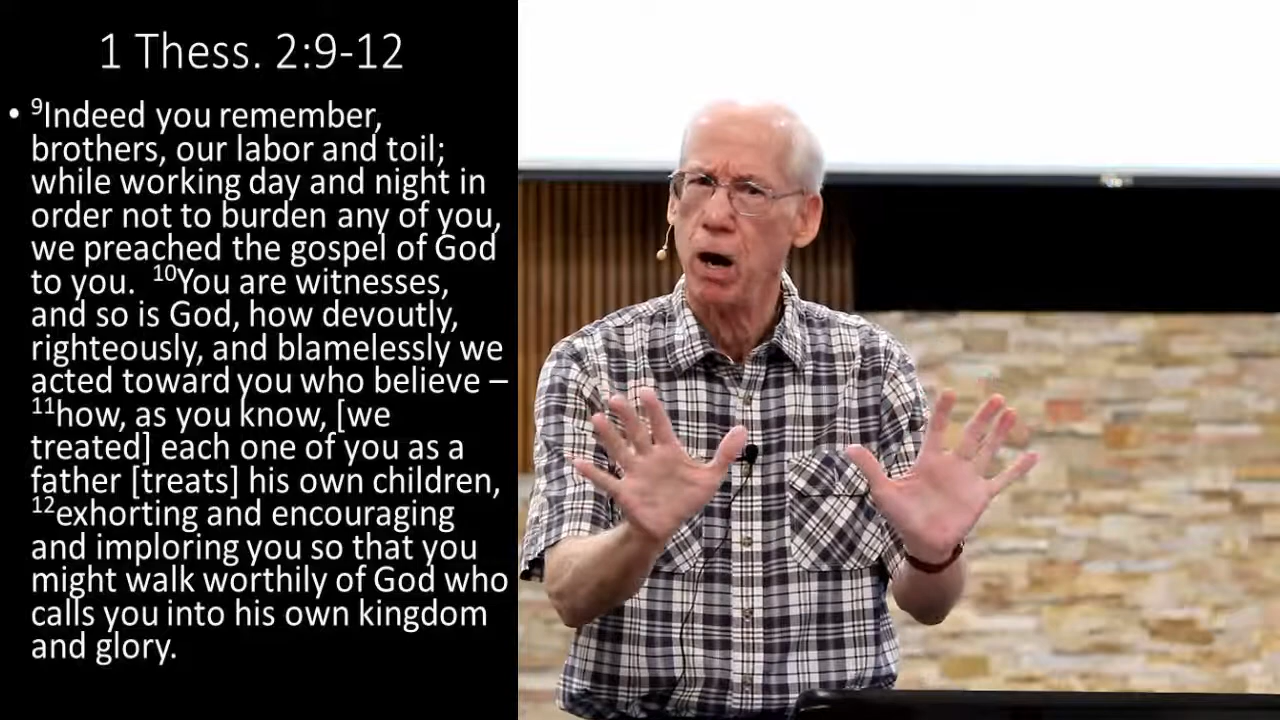 1 Thess. 2:9-12
• ⁹Indeed you remember,
brothers, our labor and toil;
while working day and night in
order not to burden any of you,
we preached the gospel of God
to you. ¹⁰You are witnesses,
and so is God, how devoutly,
righteously, and blamelessly we
acted toward you who believe –
¹¹how, as you know, [we
treated] each one of you as a
father [treats] his own children,
¹²exhorting and encouraging
and imploring you so that you
might walk worthily of God who
calls you into his own kingdom
and glory.